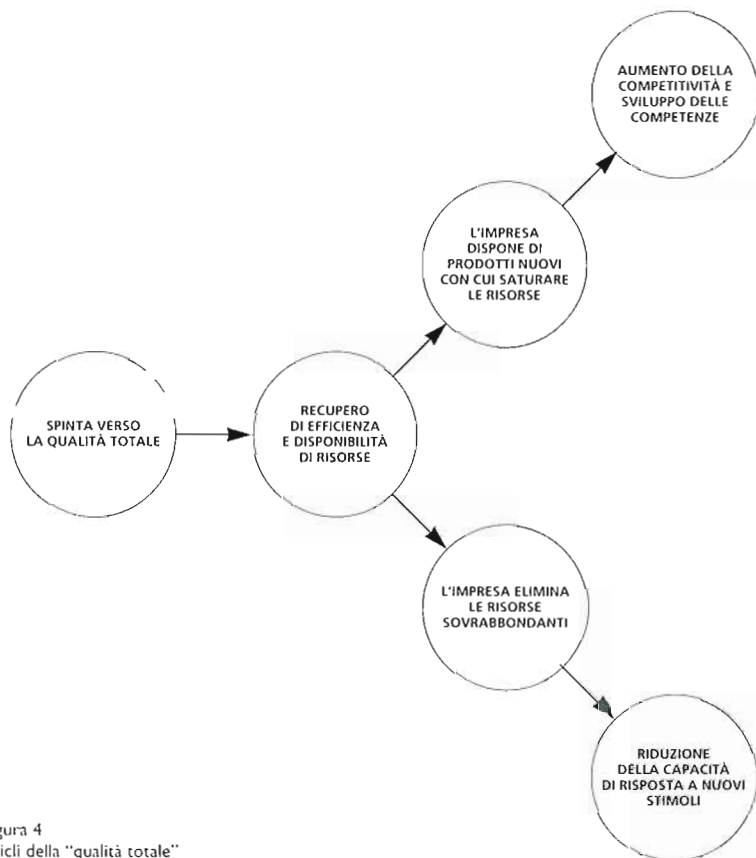 AUMENTO DELLA
COMPETITIVITÀ E
SVILUPPO DELLE
COMPETENZE
L'IMPRESA
DISPONE DI
PRODOTTI NUOVI
CON CUI SATURARE
LE RISORSE
SPINTA VERSO
LA QUALITÀ TOTALE
RECUPERO
DI EFFICIENZA
E DISPONIBILITÀ
DI RISORSE
L'IMPRESA ELIMINA
LE RISORSE
SOVRABBONDANTI
RIDUZIONE
DELLA CAPACITÀ
DI RISPOSTA A NUOVI
STIMOLI
gura 4
icli della "qualità totale"